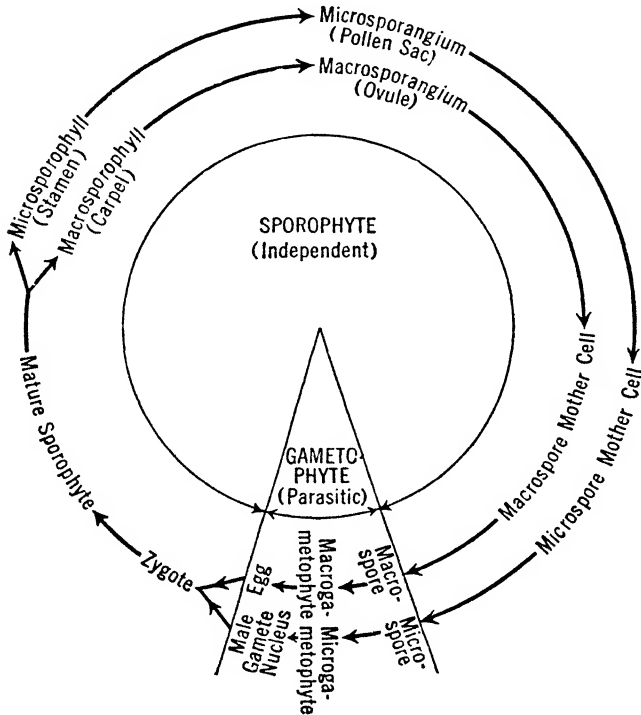 Microsporangium
(Pollen Sac)
Macrosporangium
(Ovule)
Microsporophyll
(Stamen)
Macrosporophyll
(Carpel)
SPOROPHYTE
(Independent)
Mature Sporophyte
Macrospore Mother Cell
Microspore Mother Cell
GAMETO-
PHYTE
(Parasitic)
Zygote
Egg
Macroga-
metophyte
Macro-
spore
Male
Gamete
Nucleus
Microga-
metophyte
Micro-
spore